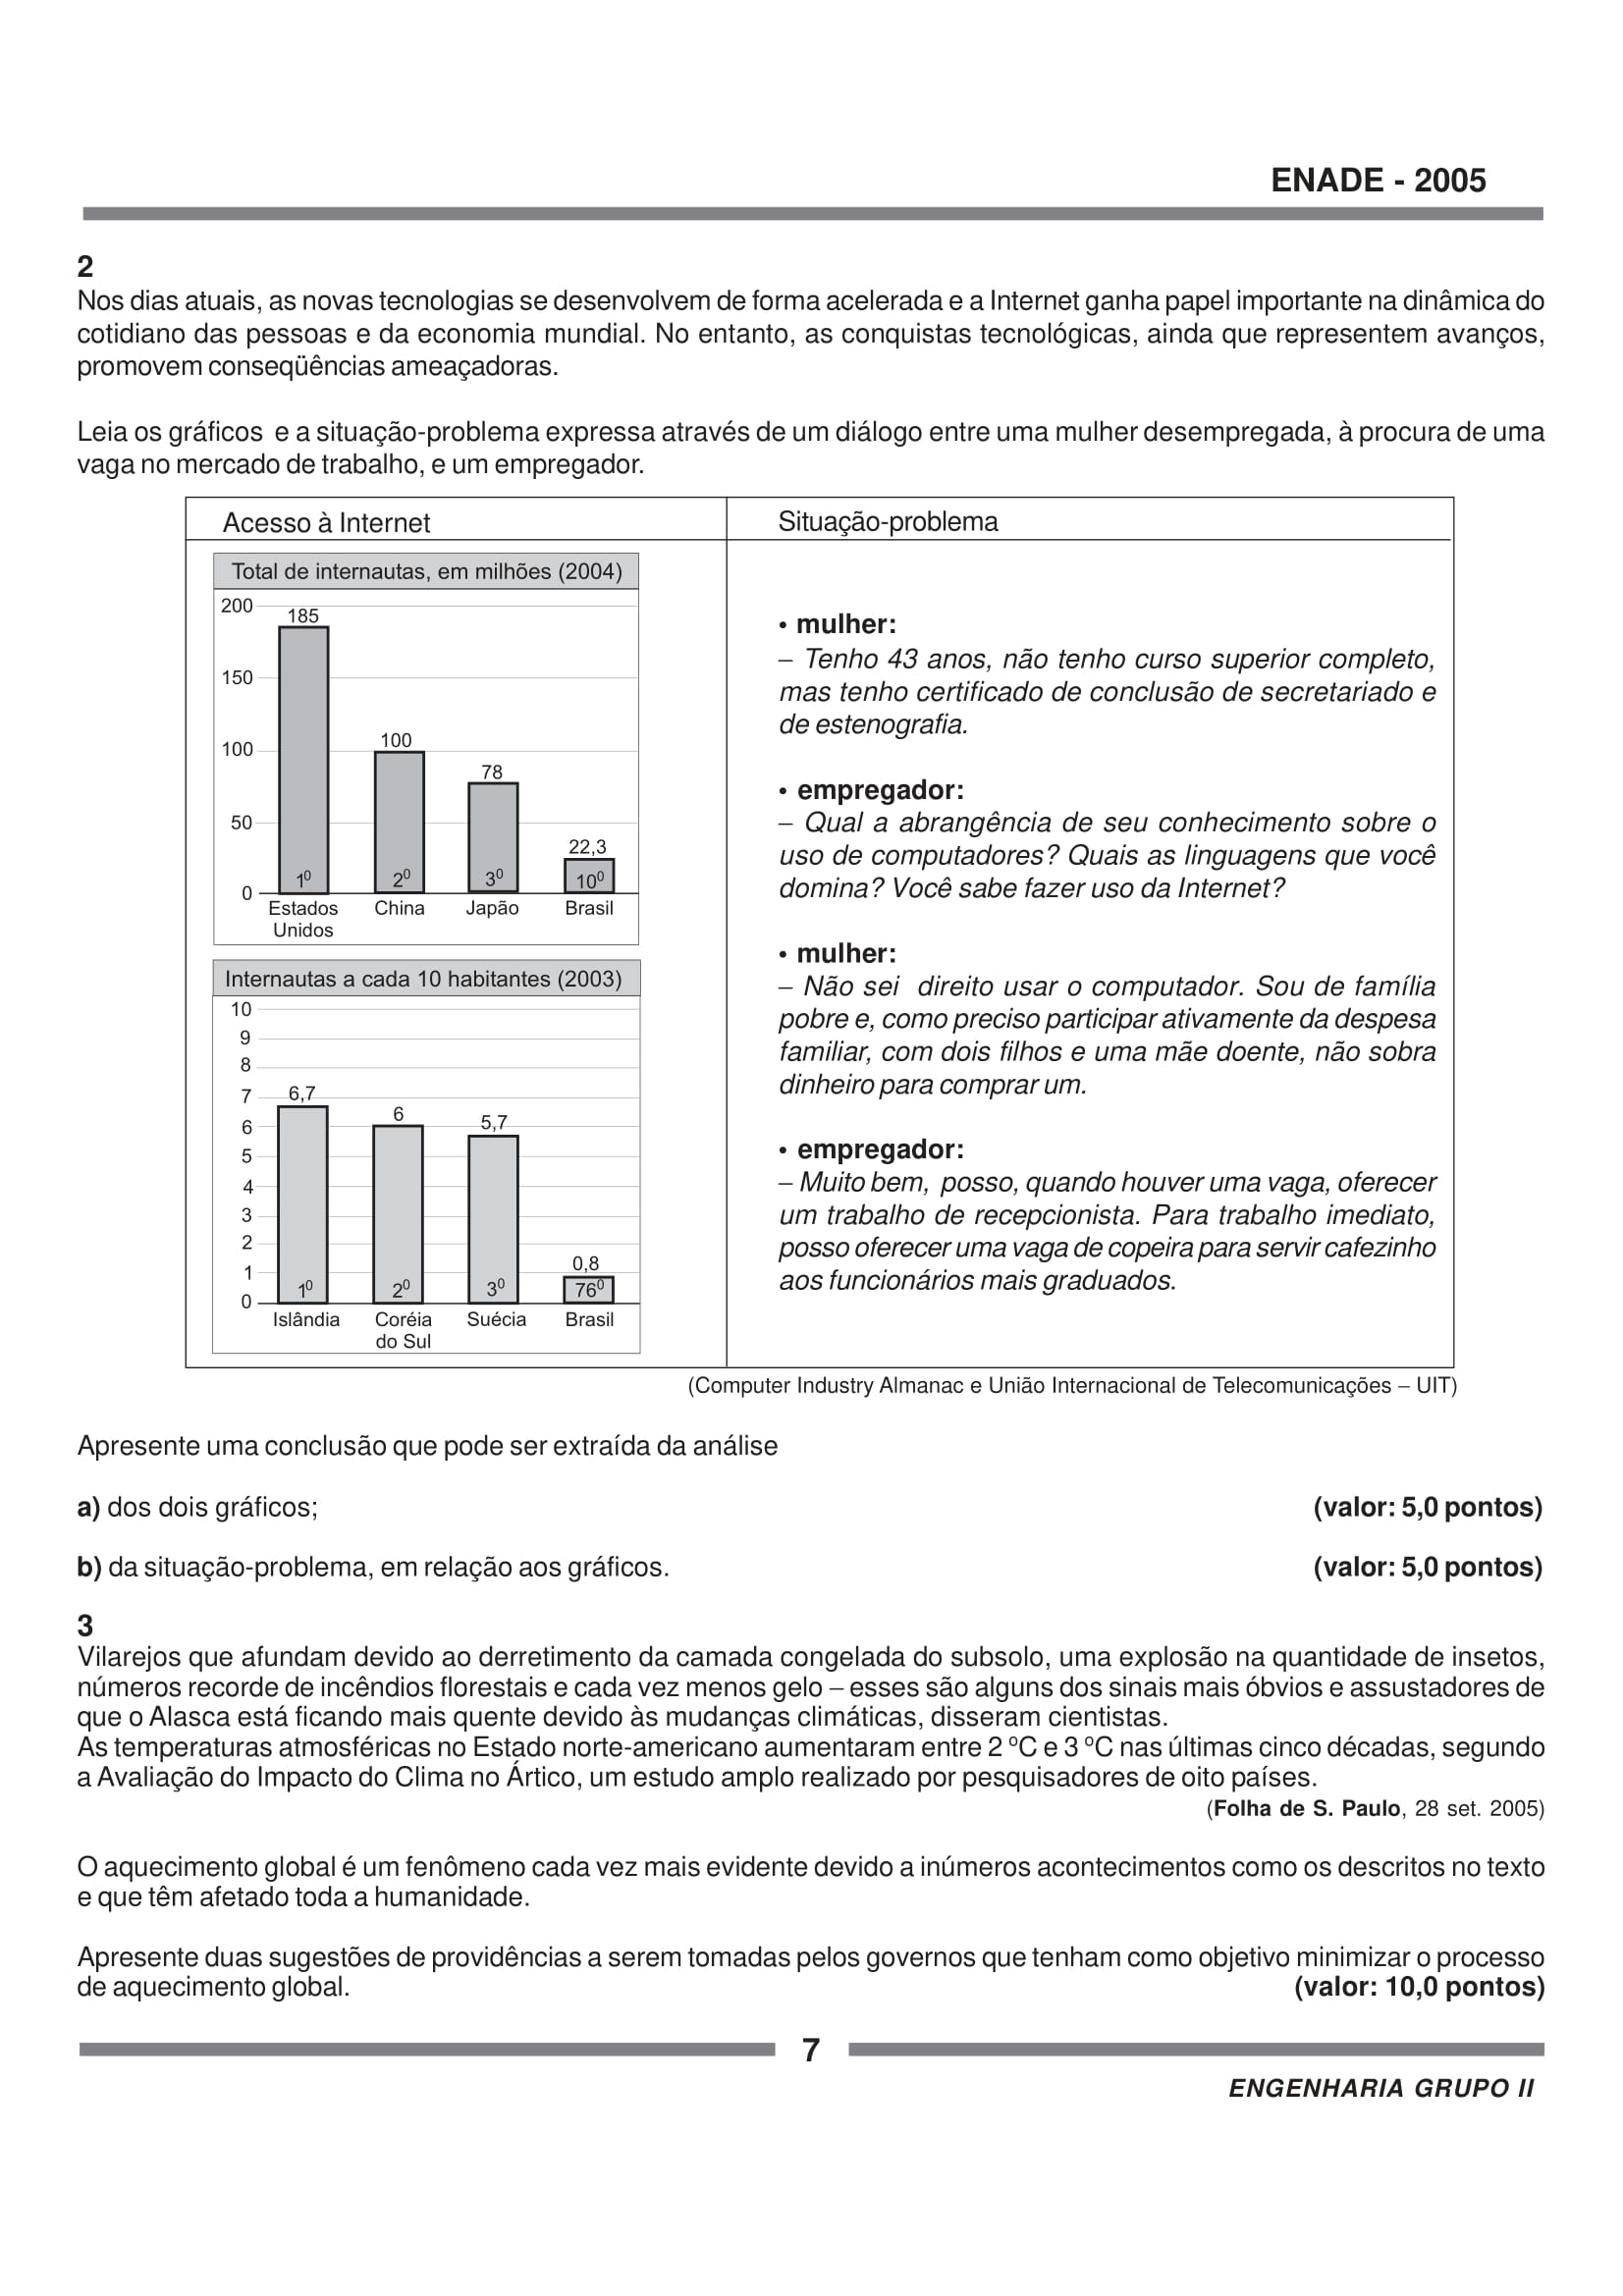 ENADE - 2005
2
Nos dias atuais, as novas tecnologias se desenvolvem de forma acelerada e a Internet ganha papel importante na dinâmica do
cotidiano das pessoas e da economia mundial. No entanto, as conquistas tecnológicas, ainda que representem avanços,
promovem conseqüências ameaçadoras.
Leia os gráficos e a situação-problema expressa através de um diálogo entre uma mulher desempregada, à procura de uma
vaga no mercado de trabalho, e um empregador.
Acesso à Internet
Total de internautas, em milhões (2004)
200
150
100
50
0
185
100
78
22,3
1⁰
2⁰
3⁰
10⁰
Estados
Unidos
China
Japão
Brasil
Internautas a cada 10 habitantes (2003)
10
9
8
7
6
5
4
3
2
1
0
6,7
6
5,7
0,8
1⁰
2⁰
3⁰
76⁰
Islândia
Coréia
do Sul
Suécia
Brasil
Situação-problema
• mulher:
– Tenho 43 anos, não tenho curso superior completo,
mas tenho certificado de conclusão de secretariado e
de estenografia.
• empregador:
– Qual a abrangência de seu conhecimento sobre o
uso de computadores? Quais as linguagens que você
domina? Você sabe fazer uso da Internet?
• mulher:
– Não sei direito usar o computador. Sou de família
pobre e, como preciso participar ativamente da despesa
familiar, com dois filhos e uma mãe doente, não sobra
dinheiro para comprar um.
• empregador:
– Muito bem, posso, quando houver uma vaga, oferecer
um trabalho de recepcionista. Para trabalho imediato,
posso oferecer uma vaga de copeira para servir cafezinho
aos funcionários mais graduados.
(Computer Industry Almanac e União Internacional de Telecomunicações – UIT)
Apresente uma conclusão que pode ser extraída da análise
a) dos dois gráficos; (valor: 5,0 pontos)
b) da situação-problema, em relação aos gráficos. (valor: 5,0 pontos)
3
Vilarejos que afundam devido ao derretimento da camada congelada do subsolo, uma explosão na quantidade de insetos,
números recorde de incêndios florestais e cada vez menos gelo – esses são alguns dos sinais mais óbvios e assustadores de
que o Alasca está ficando mais quente devido às mudanças climáticas, disseram cientistas.
As temperaturas atmosféricas no Estado norte-americano aumentaram entre 2 ºC e 3 ºC nas últimas cinco décadas, segundo
a Avaliação do Impacto do Clima no Ártico, um estudo amplo realizado por pesquisadores de oito países.
(Folha de S. Paulo, 28 set. 2005)
O aquecimento global é um fenômeno cada vez mais evidente devido a inúmeros acontecimentos como os descritos no texto
e que têm afetado toda a humanidade.
Apresente duas sugestões de providências a serem tomadas pelos governos que tenham como objetivo minimizar o processo
de aquecimento global. (valor: 10,0 pontos)
7
ENGENHARIA GRUPO II